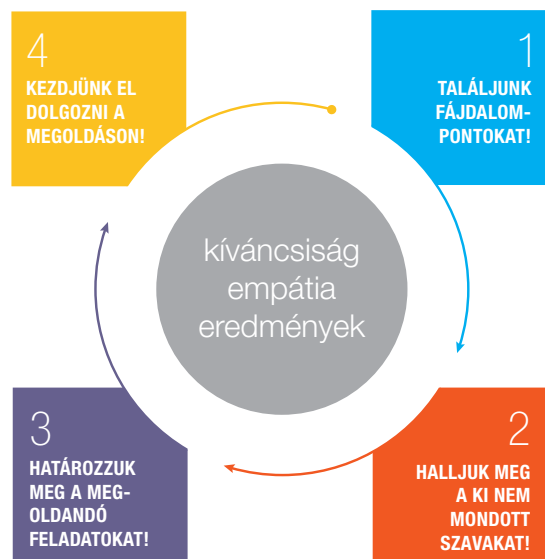 1
TALÁLJUNK
FÁJDALOM-
PONTOKAT!
2
HALLJUK MEG
A KI NEM
MONDOTT
SZAVAKAT!
3
HATÁROZZUK
MEG A MEG-
OLDANDÓ
FELADATOKAT!
4
KEZDJÜNK EL
DOLGOZNI A
MEGOLDÁSON!
kíváncsiság
empátia
eredmények